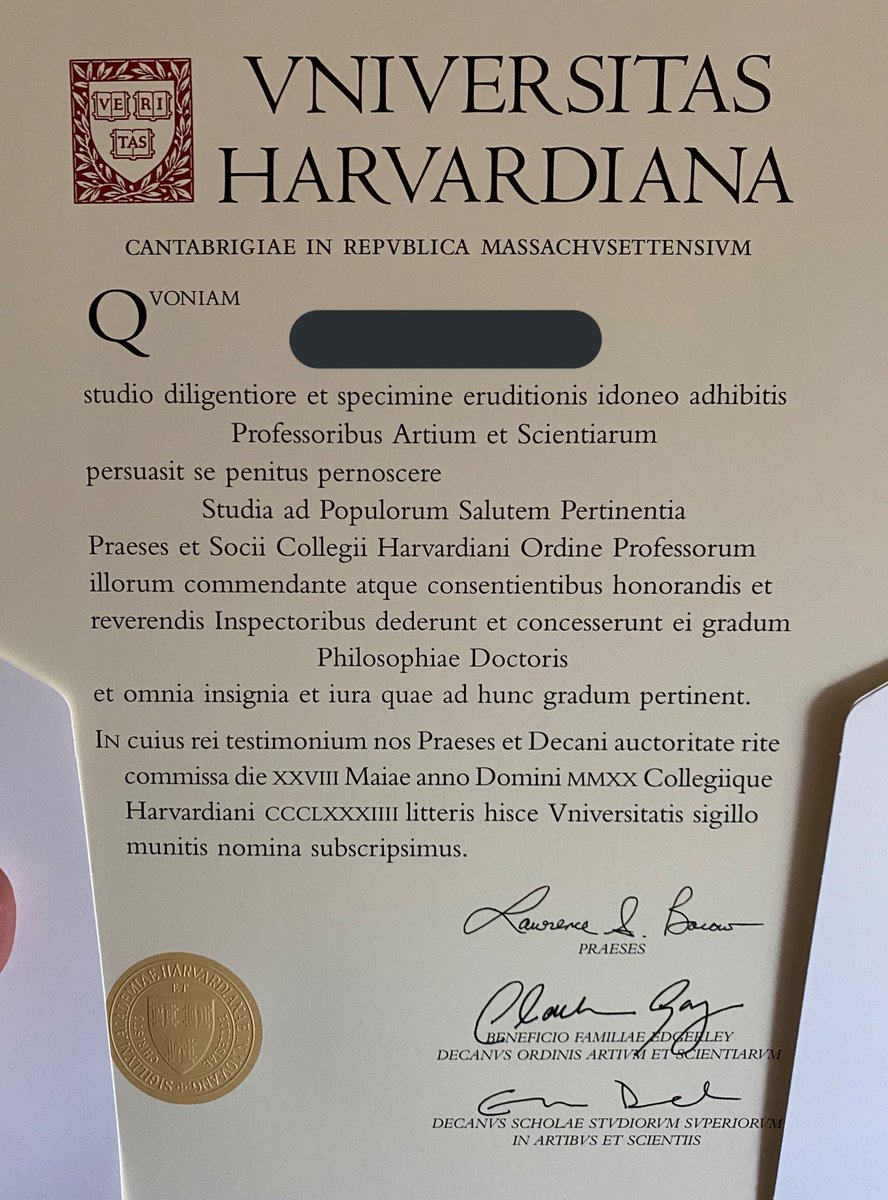 VE RI
TAS
VNIVERSITAS
HARVARDIANA
CANTABRIGIAE IN REPVBLICA MASSACHVSETTENSIVM
QVONIAM
studio diligentiore et specimine eruditionis idoneo adhibitis
Professoribus Artium et Scientiarum
persuasit se penitus pernoscere
Studia ad Populorum Salutem Pertinentia
Praeses et Socii Collegii Harvardiani Ordine Professorum
illorum commendante atque consentientibus honorandis et
reverendis Inspectoribus dederunt et concesserunt ei gradum
Philosophiae Doctoris
et omnia insignia et iura quae ad hunc gradum pertinent.
IN cuius rei testimonium nos Praeses et Decani auctoritate rite
commissa die XXVIII Maiae anno Domini MMXX Collegiique
Harvardiani CCCLXXXIIII litteris hisce Vniversitatis sigillo
munitis nomina subscripsimus.
Lawrence S. Bacow
PRAESES
BENEFICIO FAMILIAE EDGERLEY
DECANVS ORDINIS ARTIVM ET SCIENTIARVM
DECANVS SCHOLAE STVDIORVM SVPERIORVM
IN ARTIBVS ET SCIENTIIS